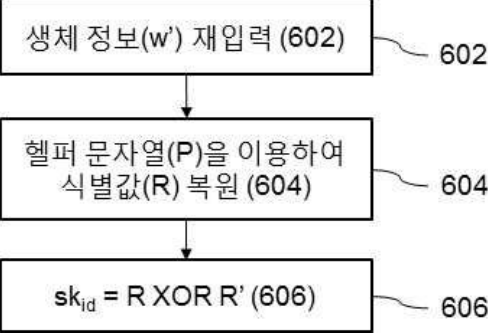 생체 정보(w') 재입력 (602)
602
헬퍼 문자열(P)을 이용하여
식별값(R) 복원 (604)
604
sk_id = R XOR R' (606)
606